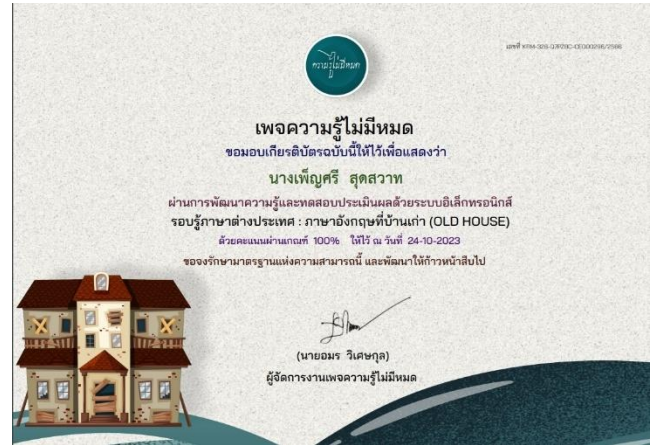 เลขที่
ความรู้ไม่มีหมด
เพจความรู้ไม่มีหมด
ขอมอบเกียรติบัตรฉบับนี้ให้ไว้เพื่อแสดงว่า
นางเพ็ญศรี สุดสวาท
ผ่านการพัฒนาความรู้และทดสอบประเมินผลด้วยระบบอิเล็กทรอนิกส์
รอบรู้ภาษาต่างประเทศ : ภาษาอังกฤษที่บ้านเก่า (OLD HOUSE)
ด้วยคะแนนผ่านเกณฑ์ 100% ให้ไว้ ณ วันที่ 24-10-2023
ขอจงรักษามาตรฐานแห่งความสามารถนี้ และพัฒนาให้ก้าวหน้าสืบไป
(นายอมร วิเศษกุล)
ผู้จัดการงานเพจความรู้ไม่มีหมด